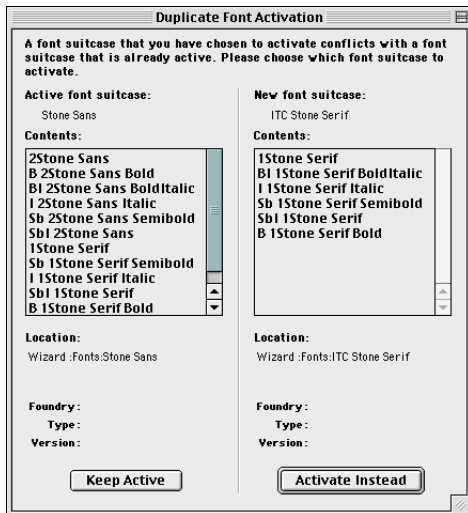 Duplicate Font Activation
A font suitcase that you have chosen to activate conflicts with a font
suitcase that is already active. Please choose which font suitcase to
activate.
Active font suitcase:
Stone Sans
Contents:
2Stone Sans
B 2Stone Sans Bold
BI 2Stone Sans BoldItalic
I 2Stone Sans Italic
Sb 2Stone Sans Semibold
SbI 2Stone Sans
1Stone Serif
Sb 1Stone Serif Semibold
I 1Stone Serif Italic
SbI 1Stone Serif
B 1Stone Serif Bold
Location:
Wizard :Fonts:Stone Sans
Foundry:
Type:
Version:
Keep Active
New font suitcase:
ITC Stone Serif
Contents:
1Stone Serif
BI 1Stone Serif BoldItalic
I 1Stone Serif Italic
Sb 1Stone Serif Semibold
SbI 1Stone Serif
B 1Stone Serif Bold
Location:
Wizard :Fonts:ITC Stone Serif
Foundry:
Type:
Version:
Activate Instead